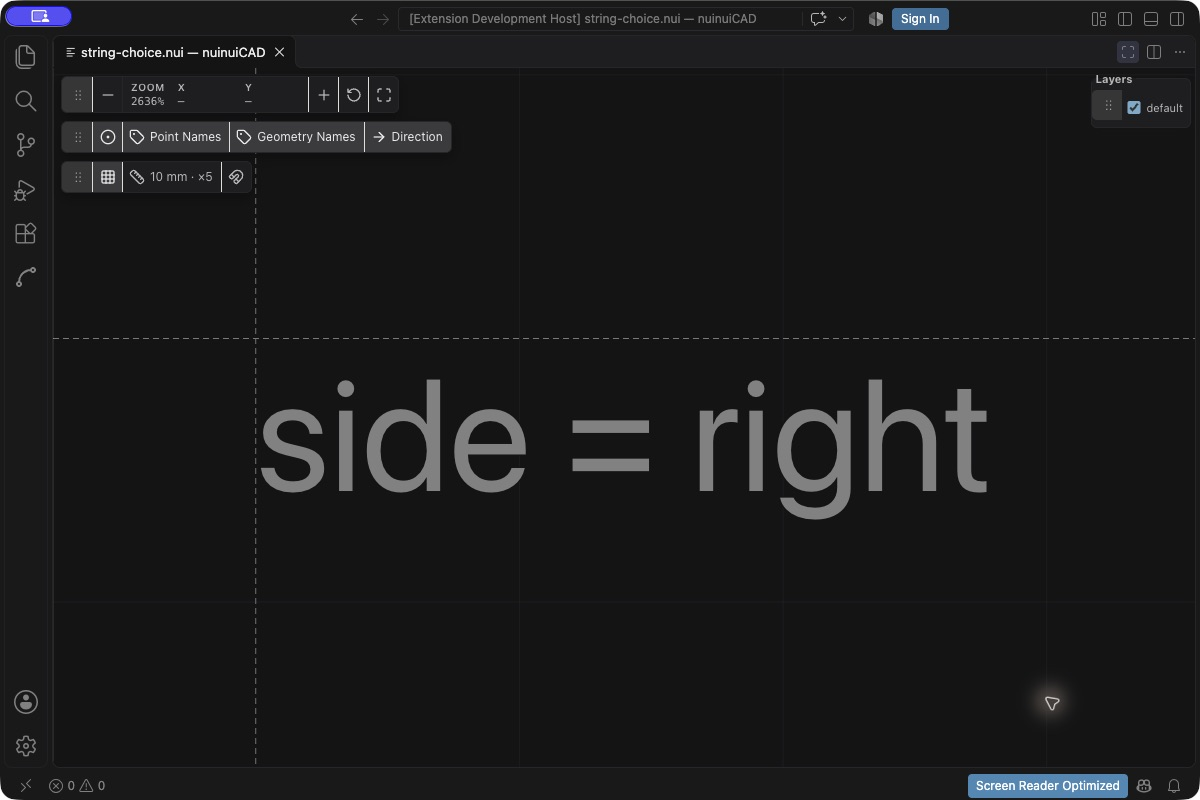 [Extension Development Host] string-choice.nui — nuinuiCAD
Sign In
string-choice.nui — nuinuiCAD
ZOOM X Y
2636% — —
Layers
default
Point Names Geometry Names Direction
10 mm · ×5
side = right
0 0
Screen Reader Optimized